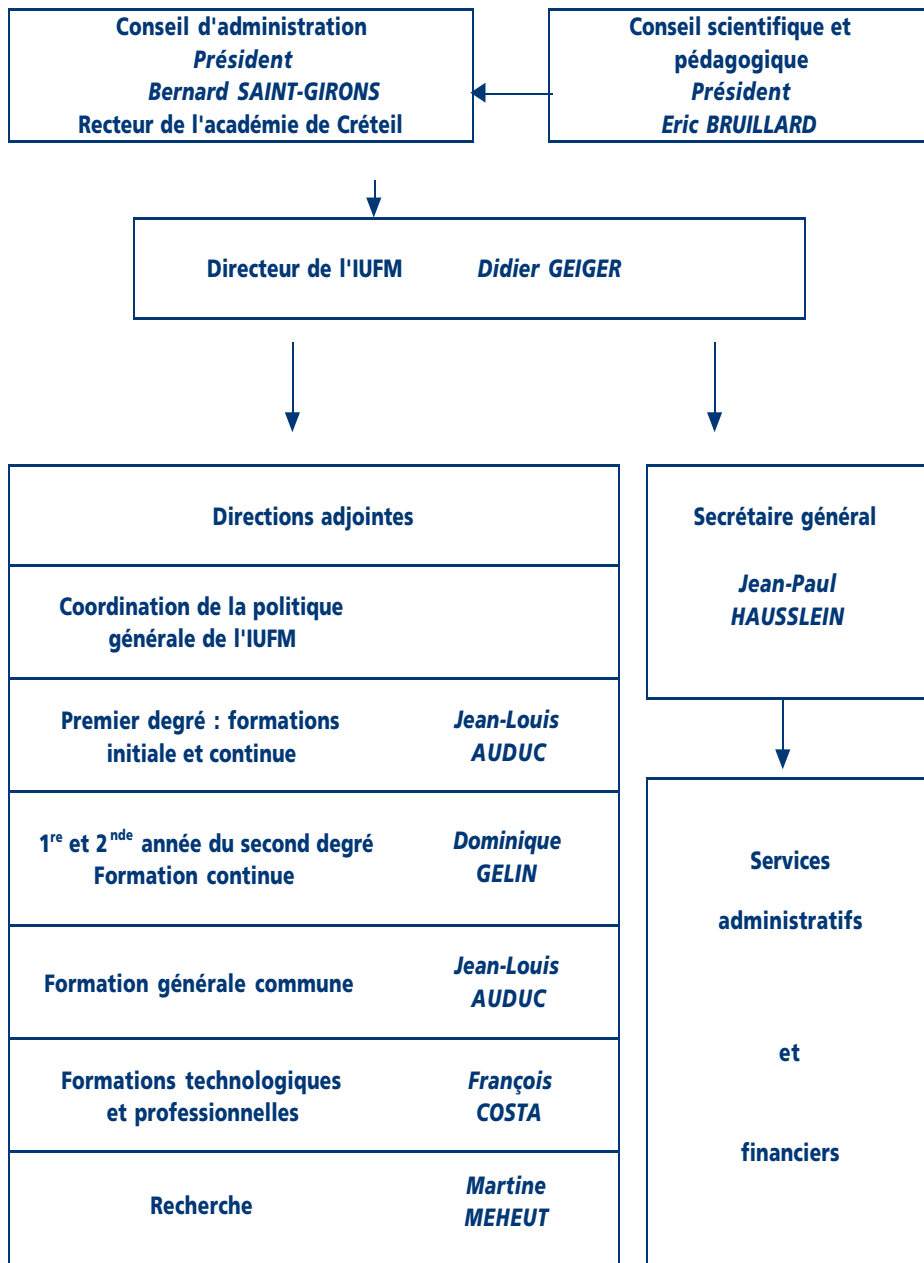 Conseil d'administration
Président
Bernard SAINT-GIRONS
Recteur de l'académie de Créteil
Conseil scientifique et
pédagogique
Président
Eric BRUILLARD
Directeur de l'IUFM Didier GEIGER
Directions adjointes
Coordination de la politique
générale de l'IUFM
Premier degré : formations
initiale et continue
Jean-Louis
AUDUC
1re et 2nde année du second degré
Formation continue
Dominique
GELIN
Formation générale commune
Jean-Louis
AUDUC
Formations technologiques
et professionnelles
François
COSTA
Recherche
Martine
MEHEUT
Secrétaire général
Jean-Paul
HAUSSLEIN
Services
administratifs
et
financiers